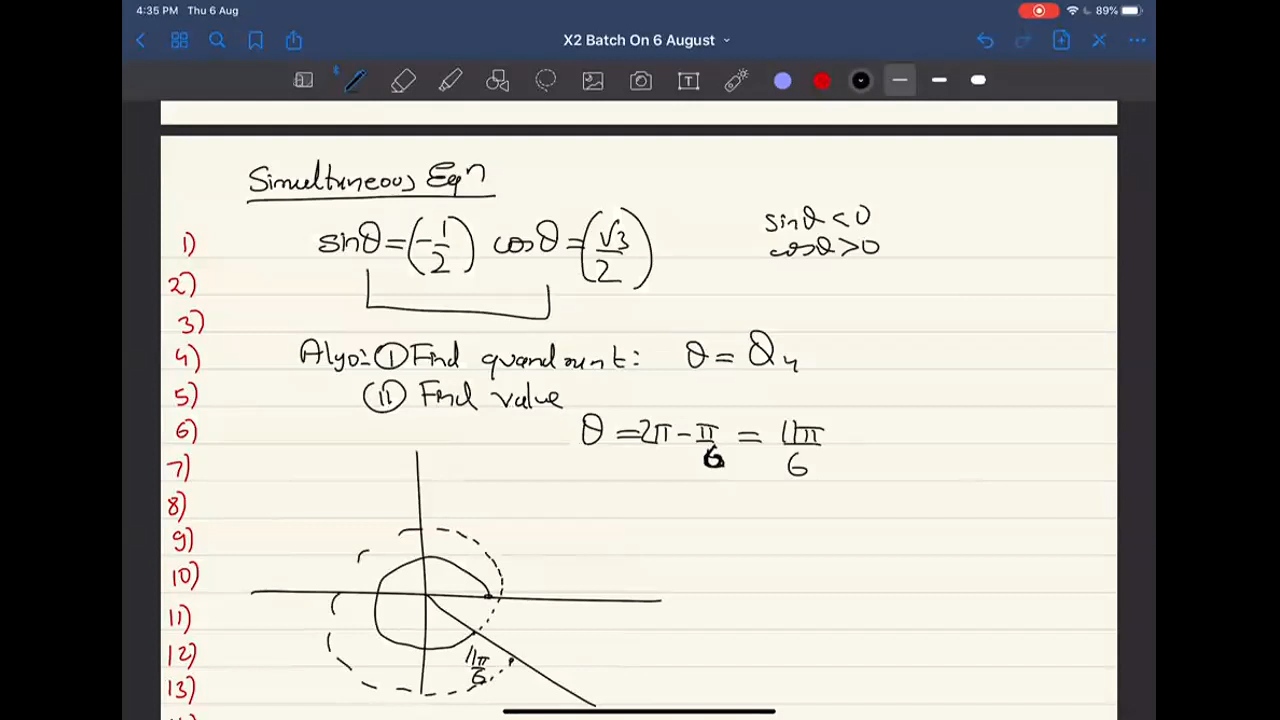 4:35 PM Thu 6 Aug
89%
X2 Batch On 6 August
Simultaneous Eqn
sinθ = (-1/2) cosθ = (√3/2)
sinθ < 0
cosθ > 0
Algo: (I) Find quandrunt: θ = Q4
(II) Find value
θ = 2π - π/6 = 11π/6
11π/6
1)
2)
3)
4)
5)
6)
7)
8)
9)
10)
11)
12)
13)